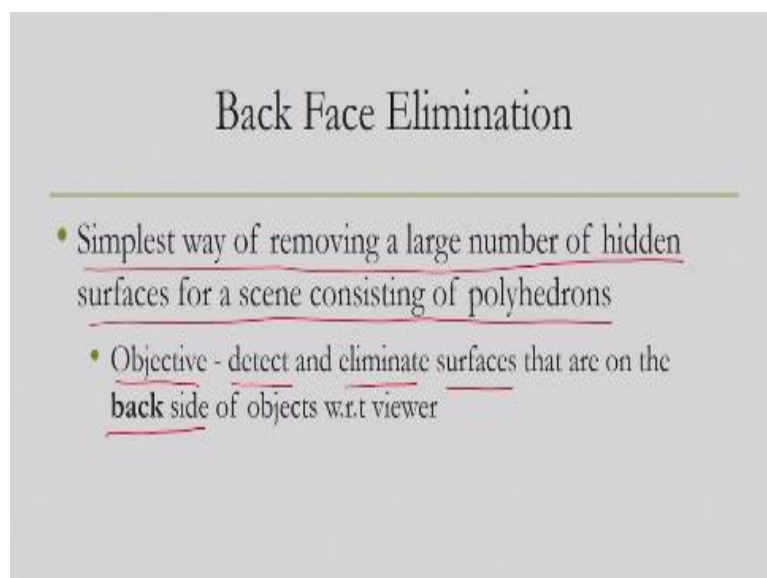 Back Face Elimination
• Simplest way of removing a large number of hidden
surfaces for a scene consisting of polyhedrons
• Objective - detect and eliminate surfaces that are on the
back side of objects w.r.t viewer